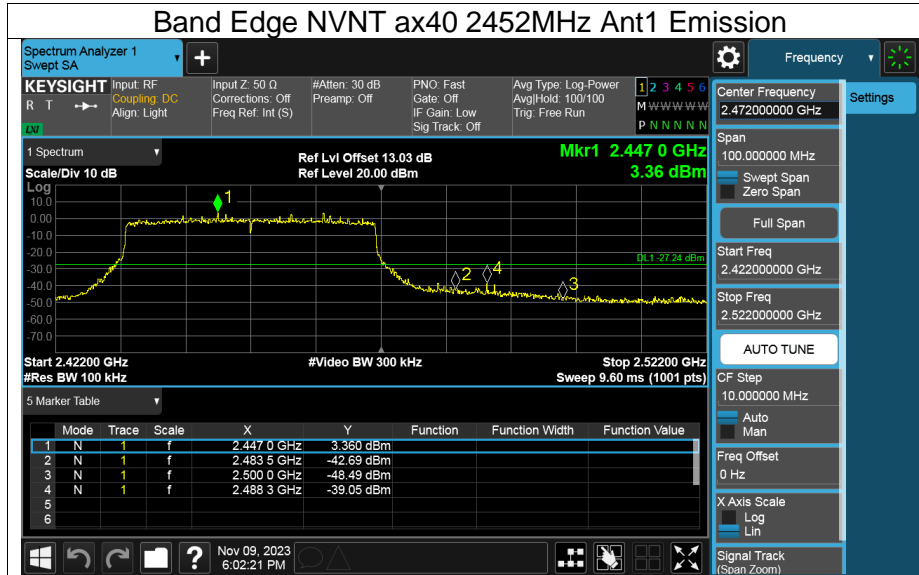 Band Edge NVNT ax40 2452MHz Ant1 Emission
Spectrum Analyzer 1
Swept SA
+
Frequency
KEYSIGHT
R T
LXI
Input: RF
Coupling: DC
Align: Light
Input Z: 50 Ω
Corrections: Off
Freq Ref: Int (S)
#Atten: 30 dB
Preamp: Off
PNO: Fast
Gate: Off
IF Gain: Low
Sig Track: Off
Avg Type: Log-Power
Avg|Hold: 100/100
Trig: Free Run
1 2 3 4 5 6
M W W W W W
P N N N N N
1 Spectrum
Scale/Div 10 dB
Ref Lvl Offset 13.03 dB
Ref Level 20.00 dBm
Mkr1 2.447 0 GHz
3.36 dBm
Log
10.0
0.00
-10.0
-20.0
-30.0
-40.0
-50.0
-60.0
-70.0
1
2
4
3
DL1 -27.24 dBm
Start 2.42200 GHz
#Res BW 100 kHz
#Video BW 300 kHz
Stop 2.52200 GHz
Sweep 9.60 ms (1001 pts)
5 Marker Table
Mode Trace Scale X Y Function Function Width Function Value
1 N 1 f 2.447 0 GHz 3.360 dBm
2 N 1 f 2.483 5 GHz -42.69 dBm
3 N 1 f 2.500 0 GHz -48.49 dBm
4 N 1 f 2.488 3 GHz -39.05 dBm
5
6
?
Nov 09, 2023
6:02:21 PM
Center Frequency
2.472000000 GHz
Span
100.000000 MHz
Swept Span
Zero Span
Full Span
Start Freq
2.422000000 GHz
Stop Freq
2.522000000 GHz
AUTO TUNE
CF Step
10.000000 MHz
Auto
Man
Freq Offset
0 Hz
X Axis Scale
Log
Lin
Signal Track
(Span Zoom)
Settings